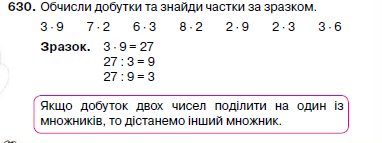 630. Обчисли добутки та знайди частки за зразком.
3 · 9 7 · 2 6 · 3 8 · 2 2 · 9 2 · 3 3 · 6
Зразок. 3 · 9 = 27
27 : 3 = 9
27 : 9 = 3
Якщо добуток двох чисел поділити на один із
множників, то дістанемо інший множник.